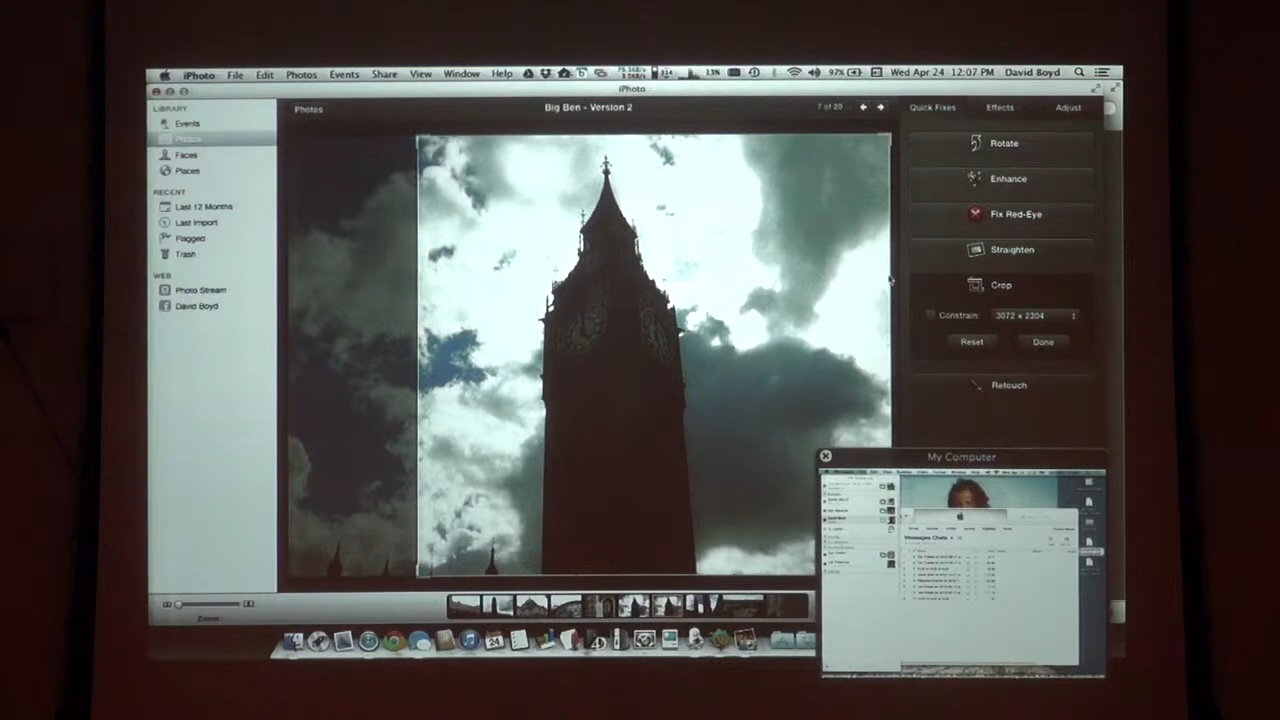 iPhoto File Edit Photos Events Share View Window Help 13% 97% Wed Apr 24 12:07 PM David Boyd
iPhoto
LIBRARY
Events
Photos
Faces
Places
RECENT
Last 12 Months
Last Import
Flagged
Trash
WEB
Photo Stream
David Boyd
Zoom
Photos
Big Ben - Version 2
7 of 20
Quick Fixes Effects Adjust
Rotate
Enhance
Fix Red-Eye
Straighten
Crop
Constrain: 3072 x 2304
Reset Done
Retouch
My Computer
Messages Chats
24